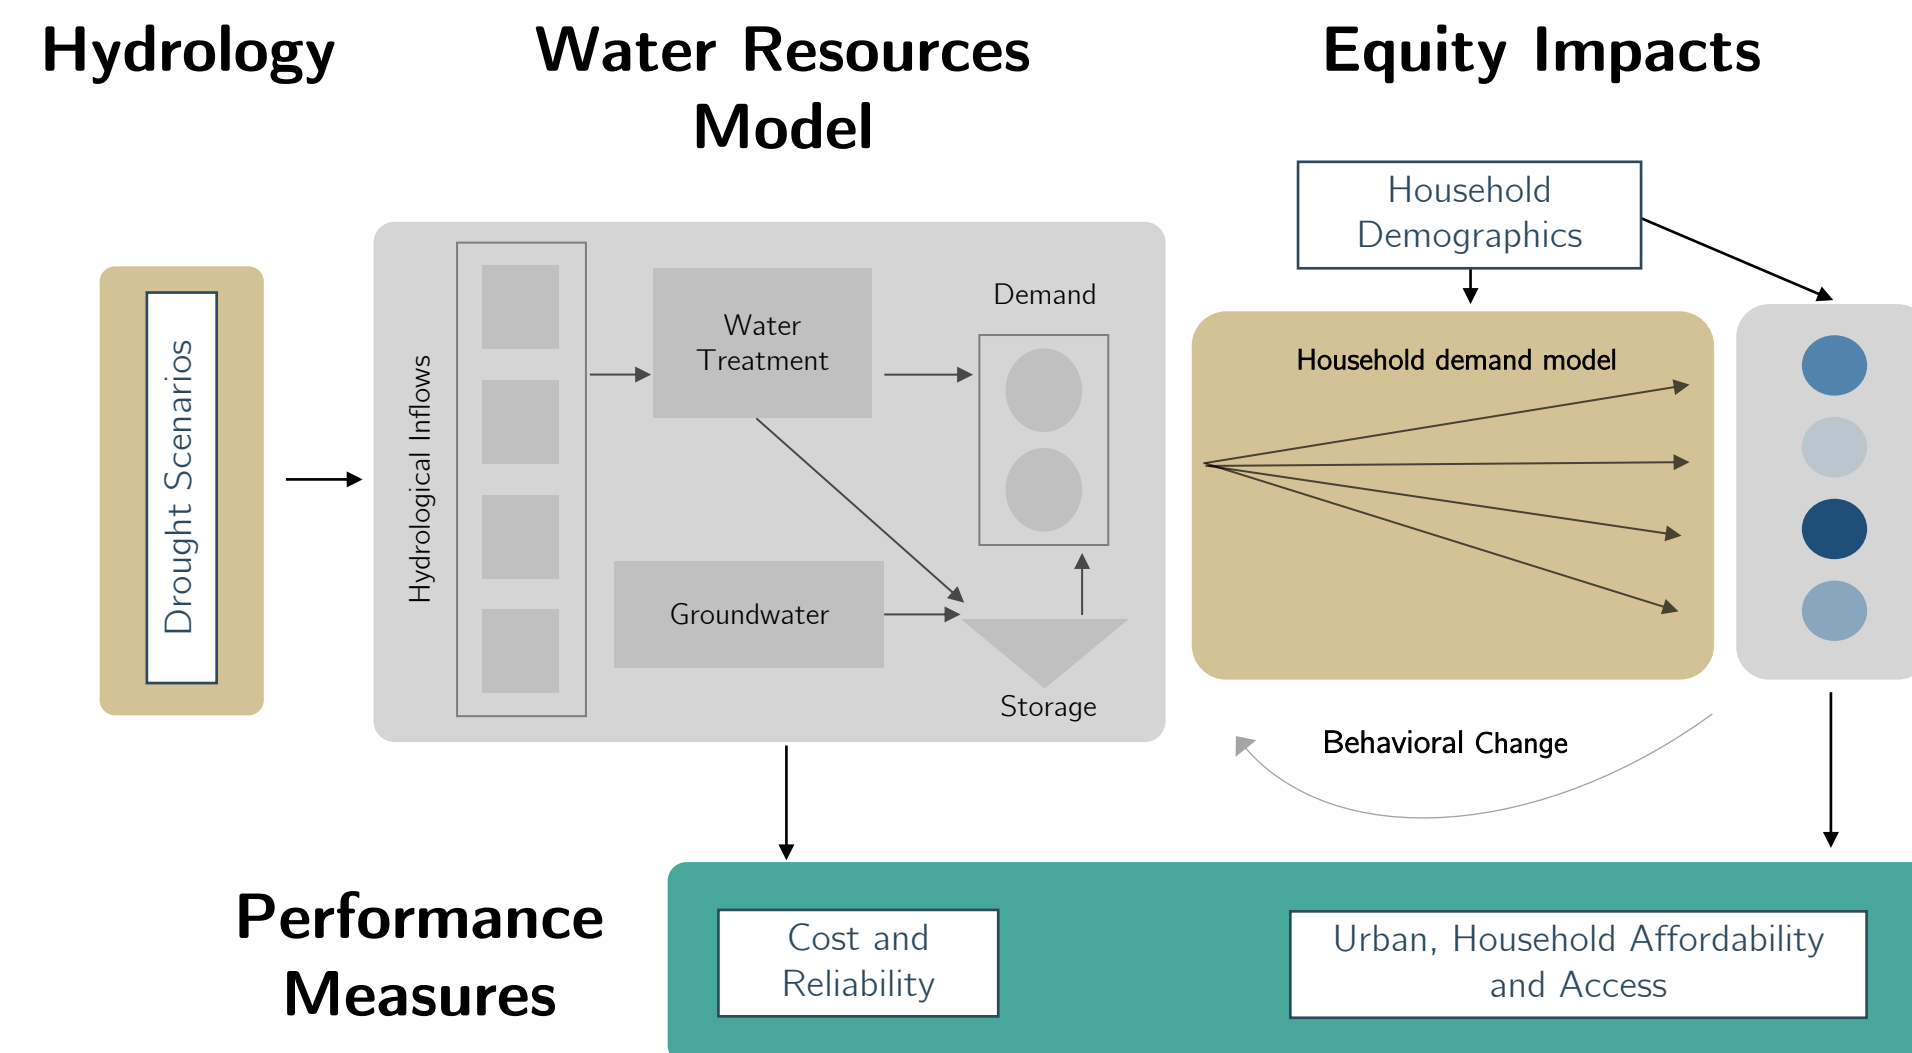 Hydrology
Water Resources
Model
Equity Impacts
Household
Demographics
Drought Scenarios
Hydrological Inflows
Water
Treatment
Demand
Groundwater
Storage
Household demand model
Behavioral Change
Performance
Measures
Cost and
Reliability
Urban, Household Affordability
and Access